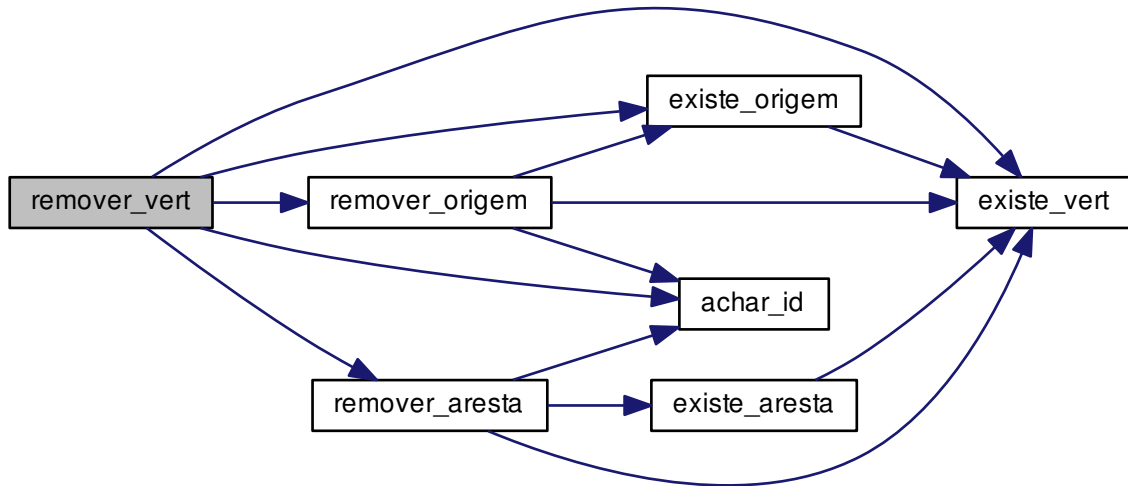 existe_origem
remover_vert
remover_origem
existe_vert
achar_id
remover_aresta
existe_aresta